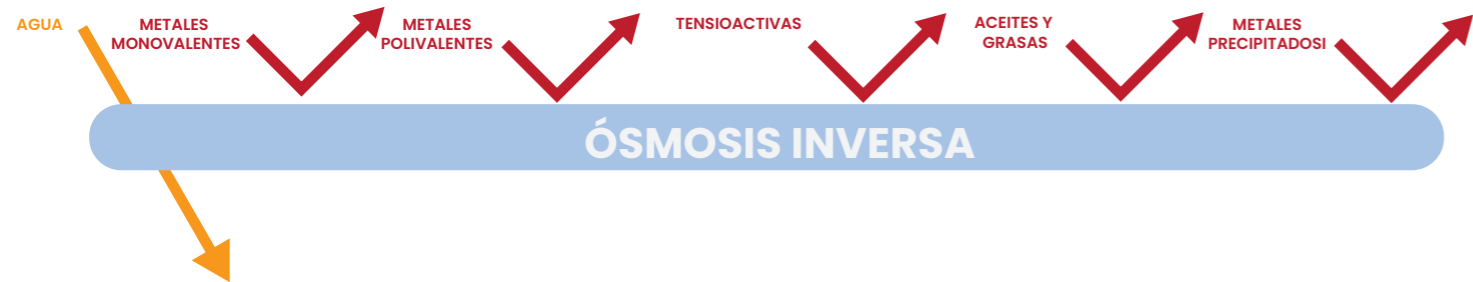 AGUA
METALES
MONOVALENTES
METALES
POLIVALENTES
TENSIOACTIVAS
ACEITES Y
GRASAS
METALES
PRECIPITADOSI
ÓSMOSIS INVERSA